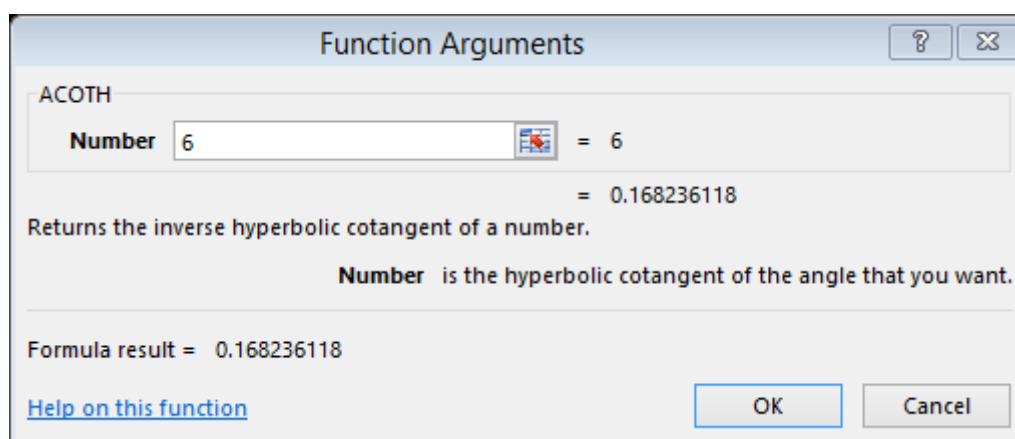 Function Arguments
ACOTH
Number 6 = 6
= 0.168236118
Returns the inverse hyperbolic cotangent of a number.
Number is the hyperbolic cotangent of the angle that you want.
Formula result = 0.168236118
Help on this function OK Cancel